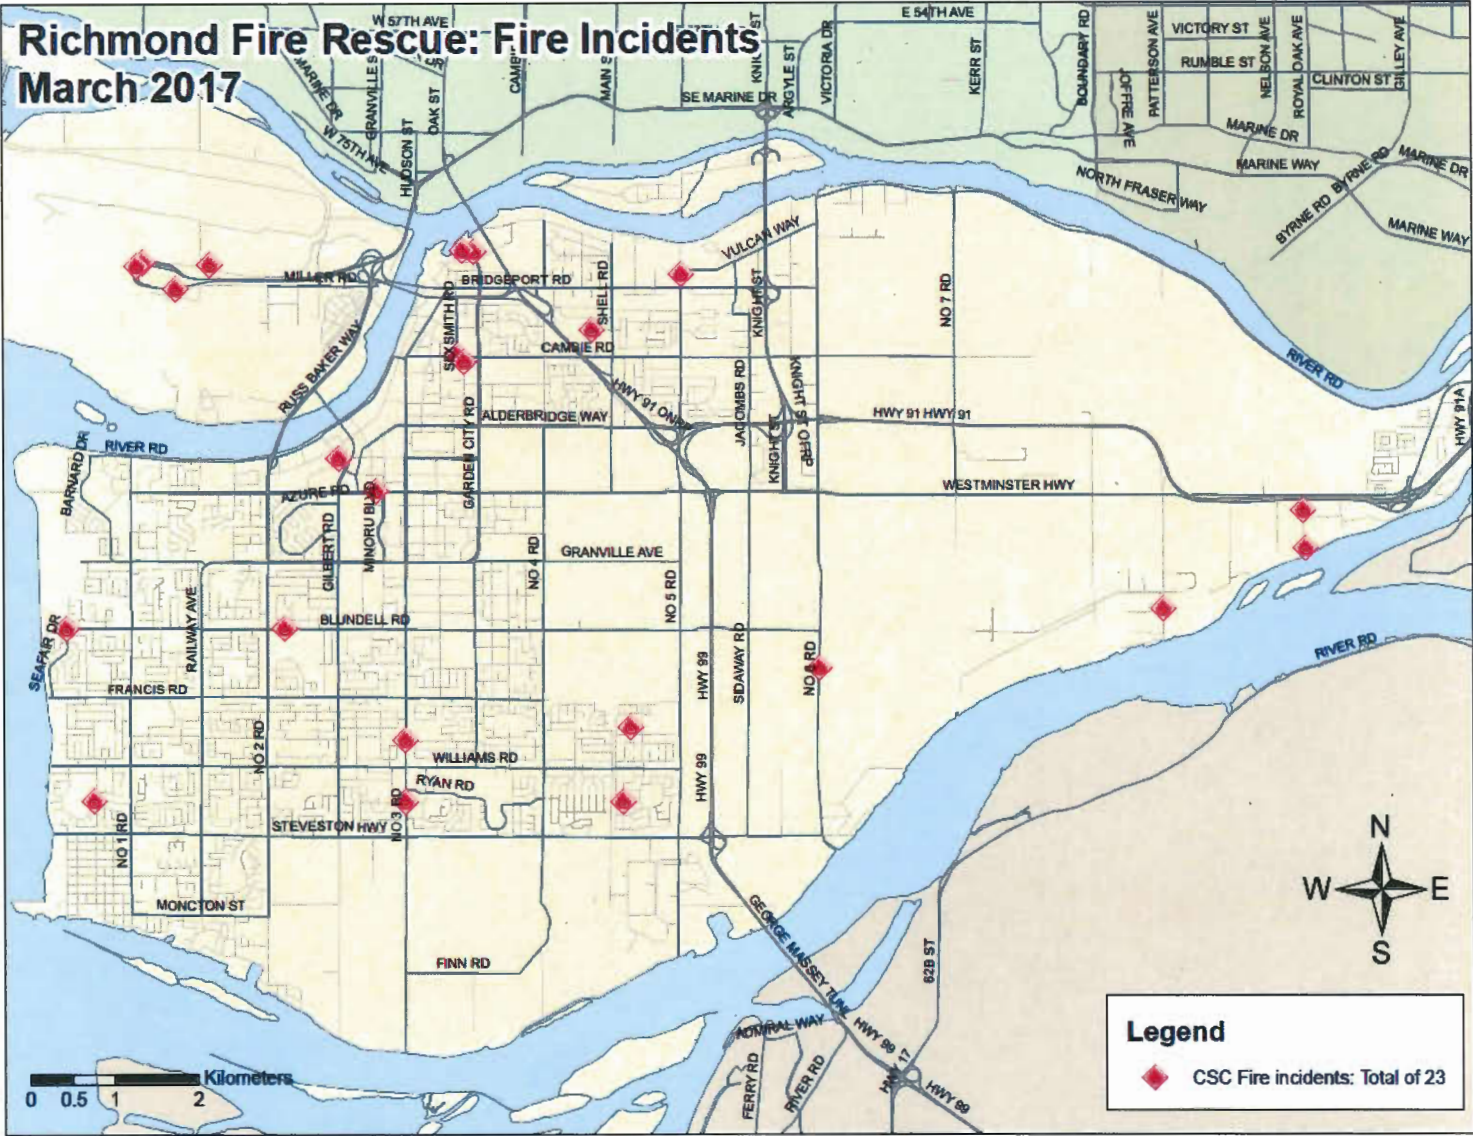 Richmond Fire Rescue: Fire Incidents
March 2017
W 57TH AVE
E 54TH AVE
MARINE DR
GRANVILLE S
OAK ST
MAIN S
KNIGHT ST
ARGYLE ST
VICTORIA DR
KERR ST
BOUNDARY RD
JOFFRE AVE
PATTERSON AVE
VICTORY ST
RUMBLE ST
NELSON AVE
ROYAL OAK AVE
CLINTON ST
GILLEY AVE
SE MARINE DR
W 75TH AVE
HUDSON ST
MARINE DR
MARINE WAY
MARINE DR
NORTH FRASER WAY
BYRNE RD
BYRNE RD
MARINE WAY
VULCAN WAY
MILLER RD
BRIDGEPORT RD
SHELL RD
KNIGHT ST
NO 7 RD
SEXSMITH RD
CAMBIE RD
RUSS BAKER WAY
HWY 91 ONRP
JACOMBS RD
KNIGHT ST OFRP
KNIGHT ST
RIVER RD
HWY 91A
ALDERBRIDGE WAY
HWY 91 HWY 91
GARDEN CITY RD
RIVER RD
BARNARD DR
AZURE RD
MINORU BLVD
GILBERT RD
WESTMINSTER HWY
GRANVILLE AVE
NO 4 RD
NO 5 RD
RAILWAY AVE
BLUNDELL RD
SEAFAIR DR
HWY 99
SIDAWAY RD
NO 6 RD
RIVER RD
FRANCIS RD
NO 2 RD
WILLIAMS RD
RYAN RD
HWY 99
NO 3 RD
STEVESTON HWY
NO 1 RD
MONCTON ST
FINN RD
GEORGE MASSEY TUNL
62B ST
ADMIRAL WAY
HWY 99
HWY 17
HWY 99
FERRY RD
RIVER RD
N
W E
S
Legend
CSC Fire incidents: Total of 23
Kilometers
0 0.5 1 2